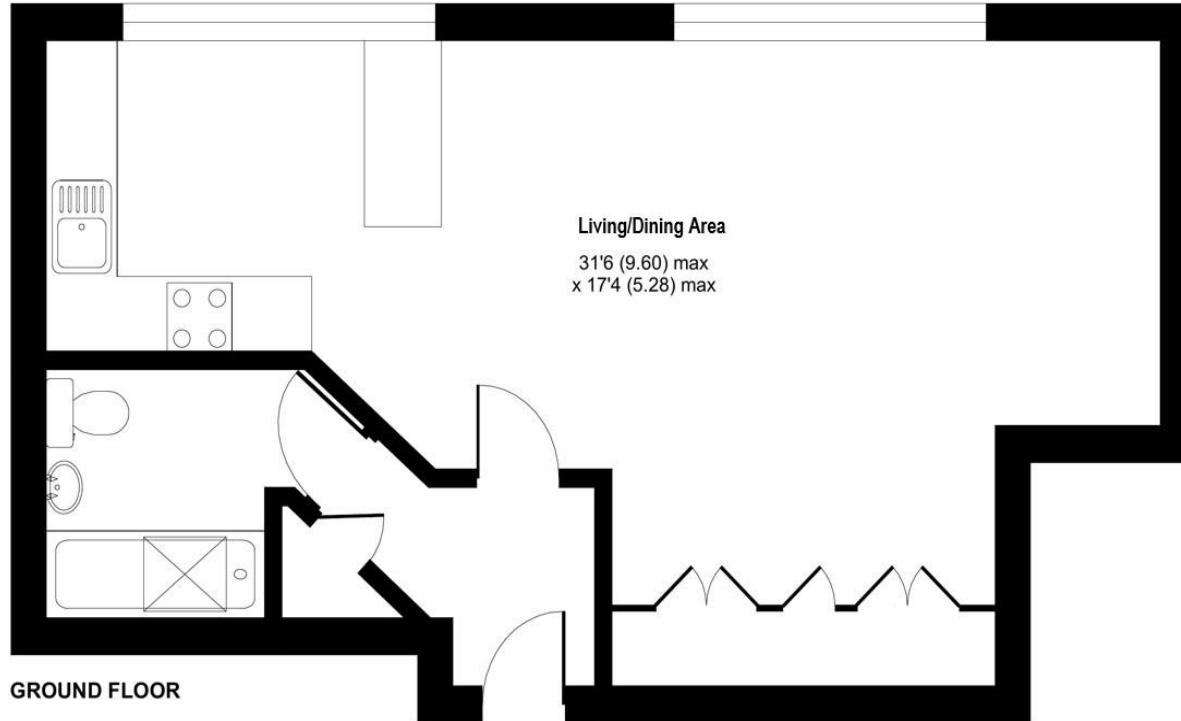 Living/Dining Area
31'6 (9.60) max
x 17'4 (5.28) max
GROUND FLOOR